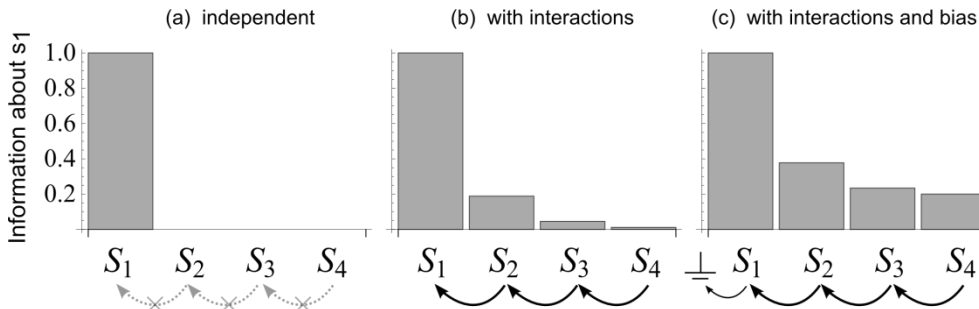 (a) independent
(b) with interactions
(c) with interactions and bias
Information about s1
1.0
0.8
0.6
0.4
0.2
S1 S2 S3 S4
S1 S2 S3 S4
S1 S2 S3 S4